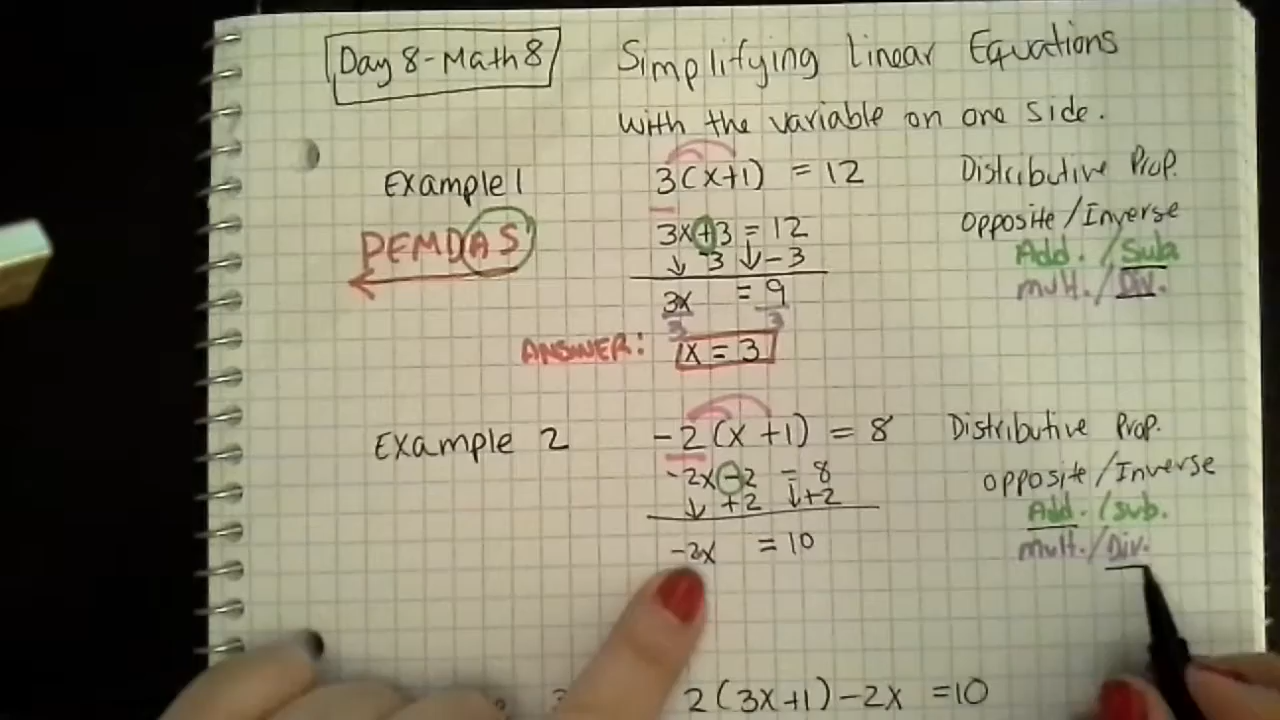 Day 8 - Math 8
Simplifying Linear Equations
with the variable on one side.
Example 1
3(x+1) = 12
Distributive Prop.
PEMDAS
3x+3 = 12
opposite/Inverse
-3 -3
Add. / Sub.
3x = 9
mult. / Div.
3 3
ANSWER: x = 3
Example 2
-2(x+1) = 8
Distributive Prop.
-2x-2 = 8
opposite/Inverse
+2 +2
Add. / sub.
-2x = 10
mult. / Div.
2(3x+1)-2x =10